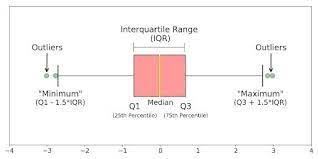 Interquartile Range
(IQR)
Outliers
Outliers
"Minimum"
(Q1 - 1.5*IQR)
"Maximum"
(Q3 + 1.5*IQR)
Median
Q1
Q3
(25th Percentile)
(75th Percentile)
−4
−3
−2
−1
0
1
2
3
4